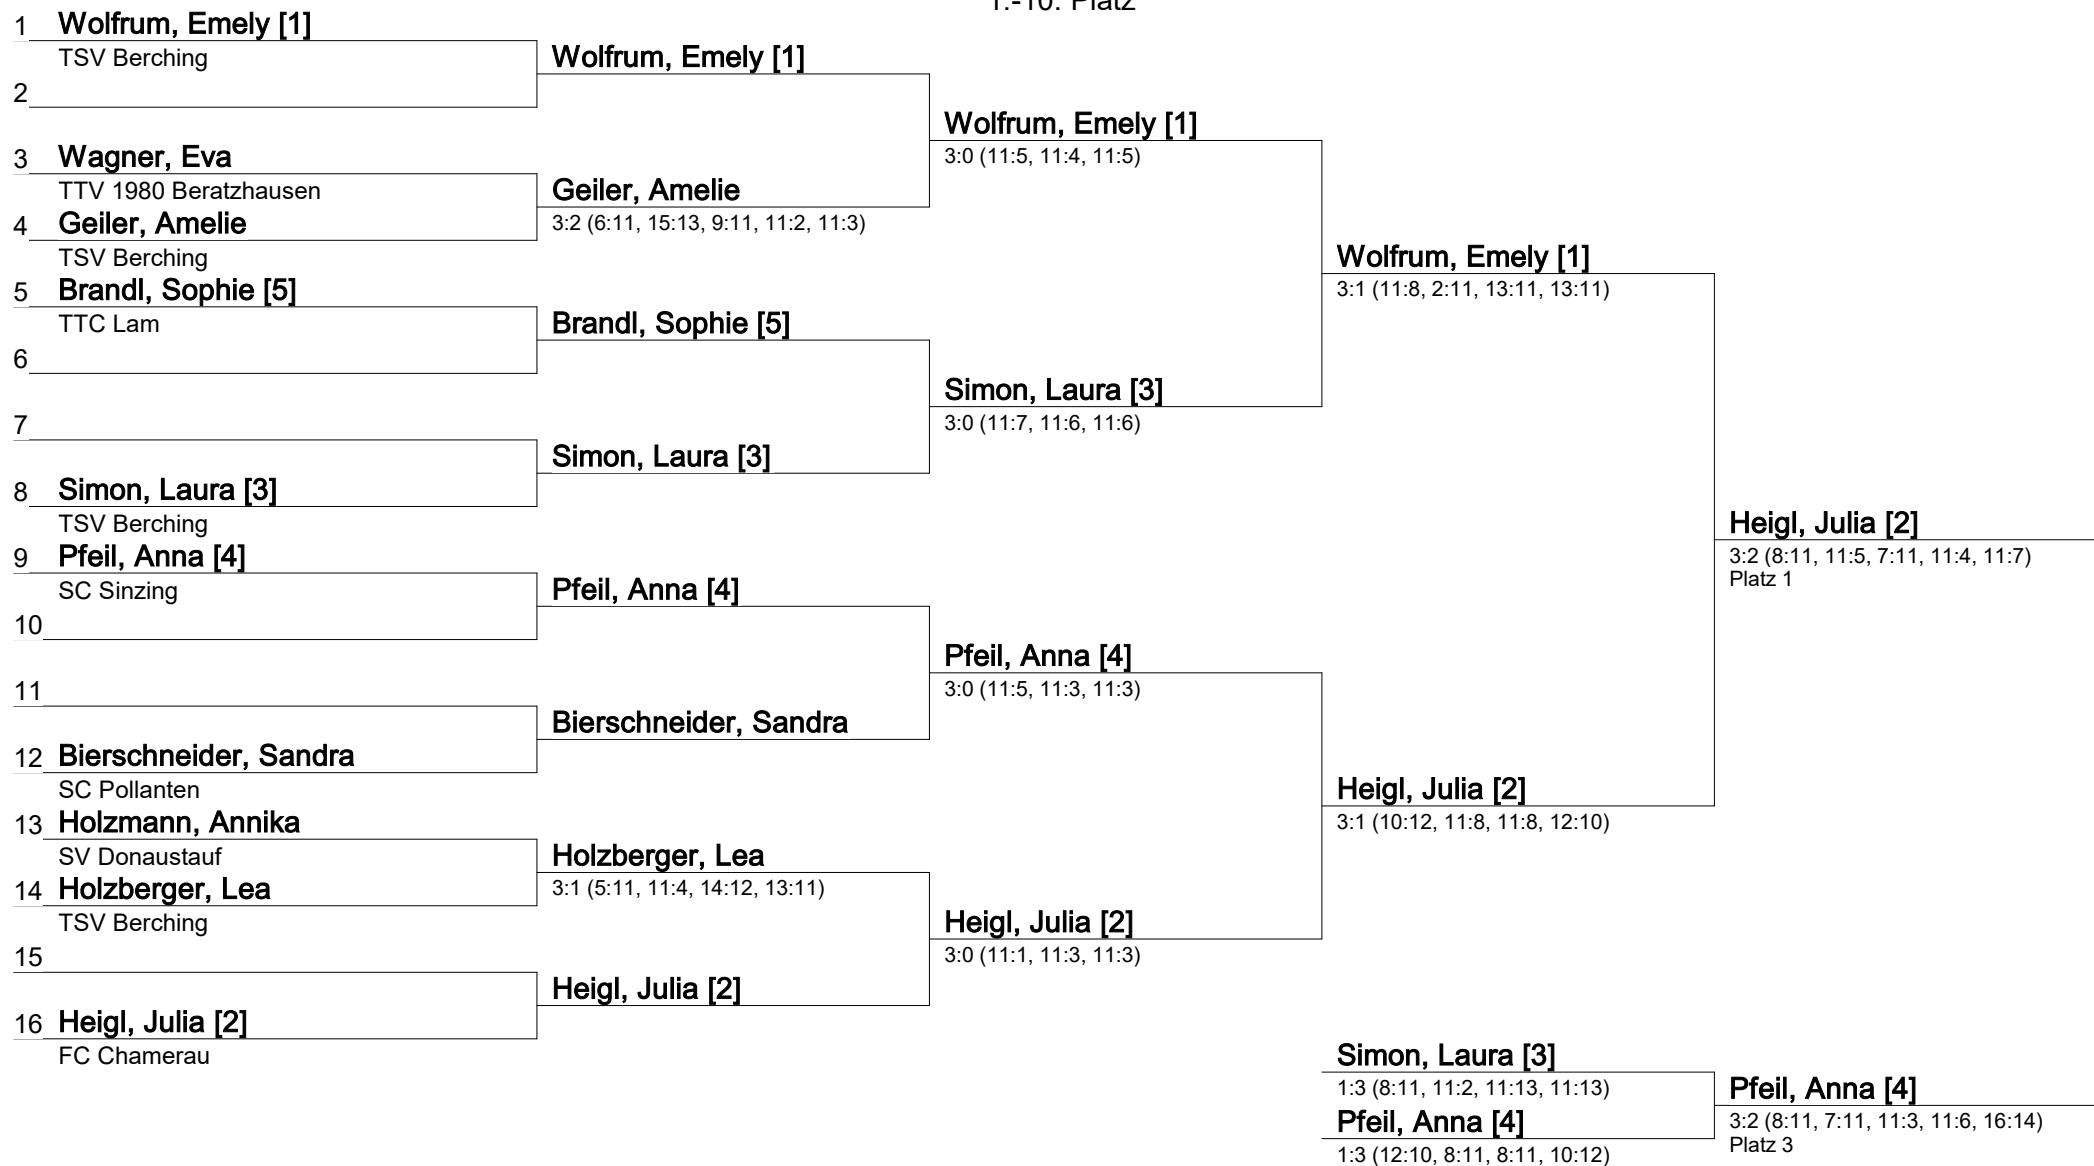 1.-10. Platz
1 Wolfrum, Emely [1]
TSV Berching
2
3 Wagner, Eva
TTV 1980 Beratzhausen
4 Geiler, Amelie
TSV Berching
5 Brandl, Sophie [5]
TTC Lam
6
7
8 Simon, Laura [3]
TSV Berching
9 Pfeil, Anna [4]
SC Sinzing
10
11
12 Bierschneider, Sandra
SC Pollanten
13 Holzmann, Annika
SV Donaustauf
14 Holzberger, Lea
TSV Berching
15
16 Heigl, Julia [2]
FC Chamerau
Wolfrum, Emely [1]
Geiler, Amelie
3:2 (6:11, 15:13, 9:11, 11:2, 11:3)
Brandl, Sophie [5]
Simon, Laura [3]
Pfeil, Anna [4]
Bierschneider, Sandra
Holzberger, Lea
3:1 (5:11, 11:4, 14:12, 13:11)
Heigl, Julia [2]
Wolfrum, Emely [1]
3:0 (11:5, 11:4, 11:5)
Simon, Laura [3]
3:0 (11:7, 11:6, 11:6)
Pfeil, Anna [4]
3:0 (11:5, 11:3, 11:3)
Heigl, Julia [2]
3:0 (11:1, 11:3, 11:3)
Wolfrum, Emely [1]
3:1 (11:8, 2:11, 13:11, 13:11)
Heigl, Julia [2]
3:1 (10:12, 11:8, 11:8, 12:10)
Heigl, Julia [2]
3:2 (8:11, 11:5, 7:11, 11:4, 11:7)
Platz 1
Simon, Laura [3]
1:3 (8:11, 11:2, 11:13, 11:13)
Pfeil, Anna [4]
1:3 (12:10, 8:11, 8:11, 10:12)
Pfeil, Anna [4]
3:2 (8:11, 7:11, 11:3, 11:6, 16:14)
Platz 3